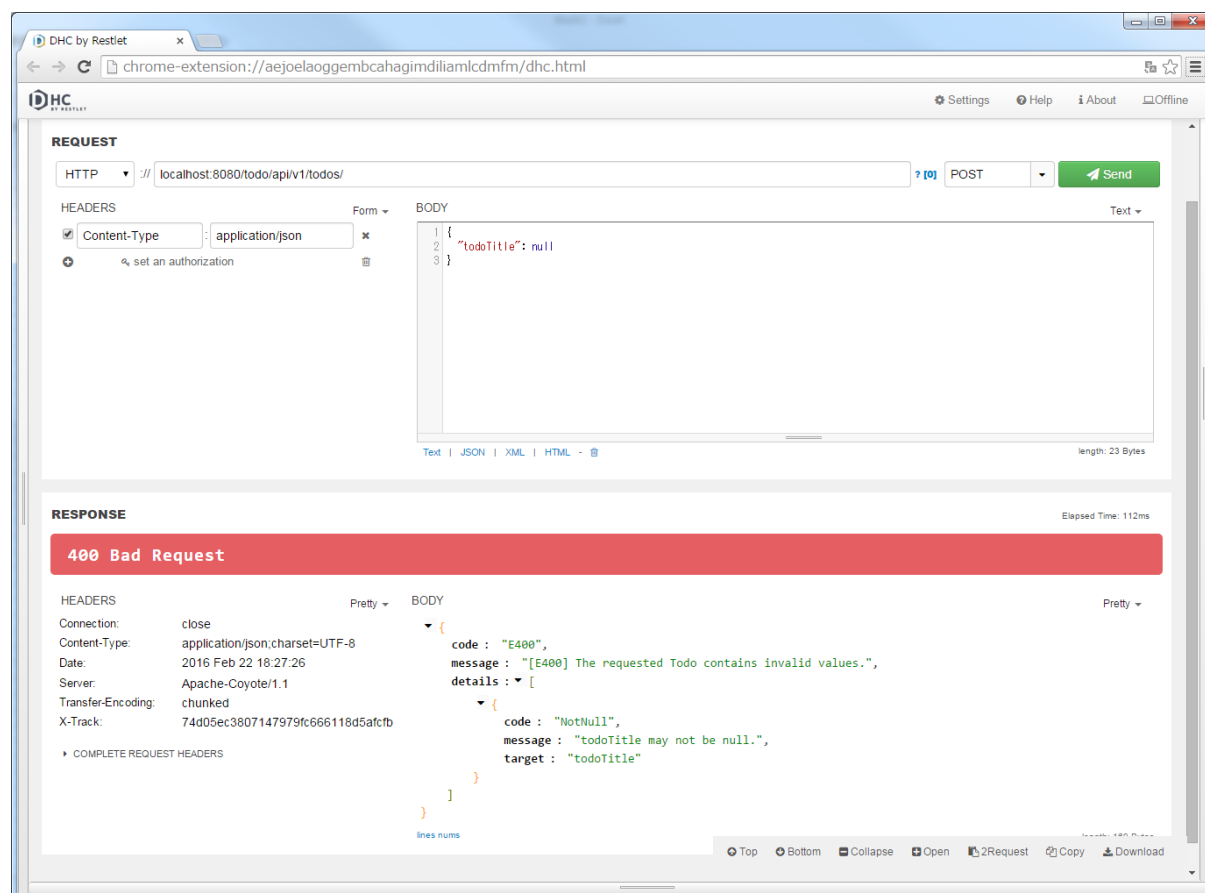 DHC by Restlet
chrome-extension://aejoelaoggembcahagimdiliamlcdmfm/dhc.html
DHC
BY RESTLET
Settings
Help
About
Offline
REQUEST
HTTP
://
localhost:8080/todo/api/v1/todos/
? [0]
POST
Send
HEADERS
Form
Content-Type
:
application/json
set an authorization
BODY
Text
1 {
2 "todoTitle": null
3 }
Text | JSON | XML | HTML -
length: 23 Bytes
RESPONSE
Elapsed Time: 112ms
400 Bad Request
HEADERS
Pretty
Connection: close
Content-Type: application/json;charset=UTF-8
Date: 2016 Feb 22 18:27:26
Server: Apache-Coyote/1.1
Transfer-Encoding: chunked
X-Track: 74d05ec3807147979fc666118d5afcfb
COMPLETE REQUEST HEADERS
BODY
Pretty
{
code : "E400",
message : "[E400] The requested Todo contains invalid values.",
details : [
{
code : "NotNull",
message : "todoTitle may not be null.",
target : "todoTitle"
}
]
}
lines nums
Top
Bottom
Collapse
Open
2Request
Copy
Download